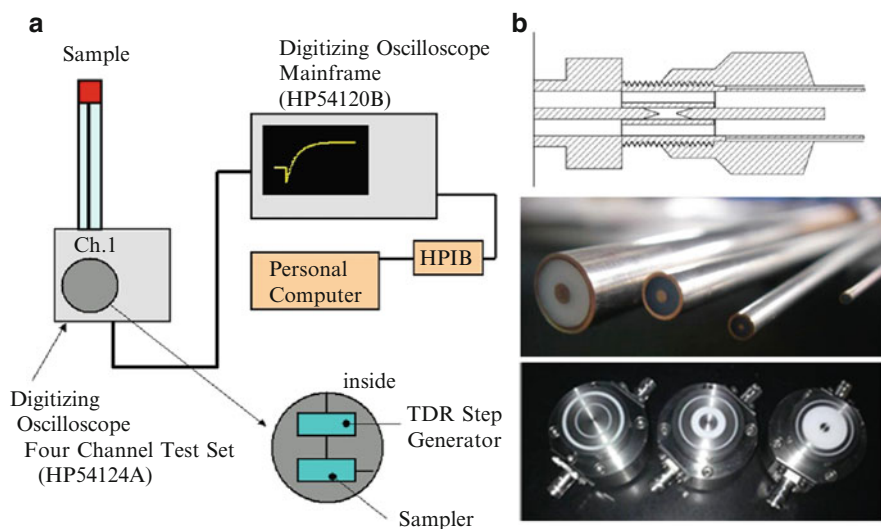 a
Sample
Digitizing Oscilloscope
Mainframe
(HP54120B)
Ch.1
Personal
Computer
HPIB
Digitizing
Oscilloscope
Four Channel Test Set
(HP54124A)
inside
TDR Step
Generator
Sampler
b